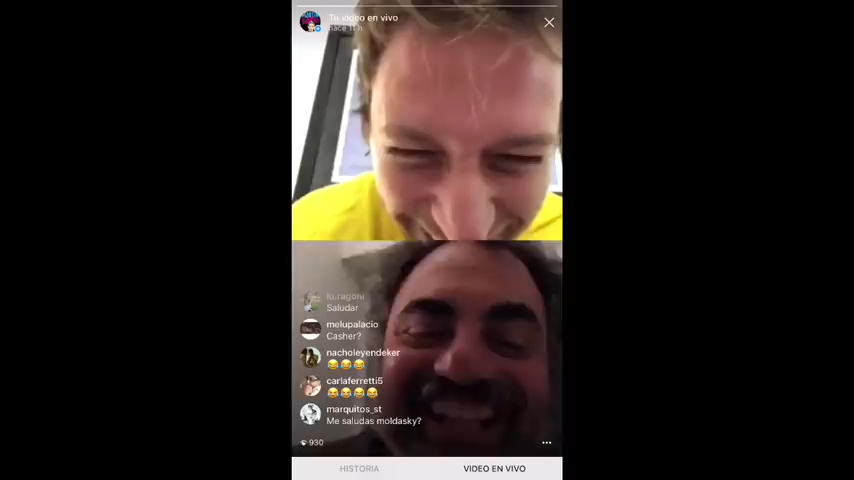 Tu video en vivo
hace 11 h
lu.ragoni
Saludar
melupalacio
Casher?
nacholeyendeker
😂😂😂
carlaferretti5
😂😂😂😂
marquitos_st
Me saludas moldasky?
930
HISTORIA
VIDEO EN VIVO